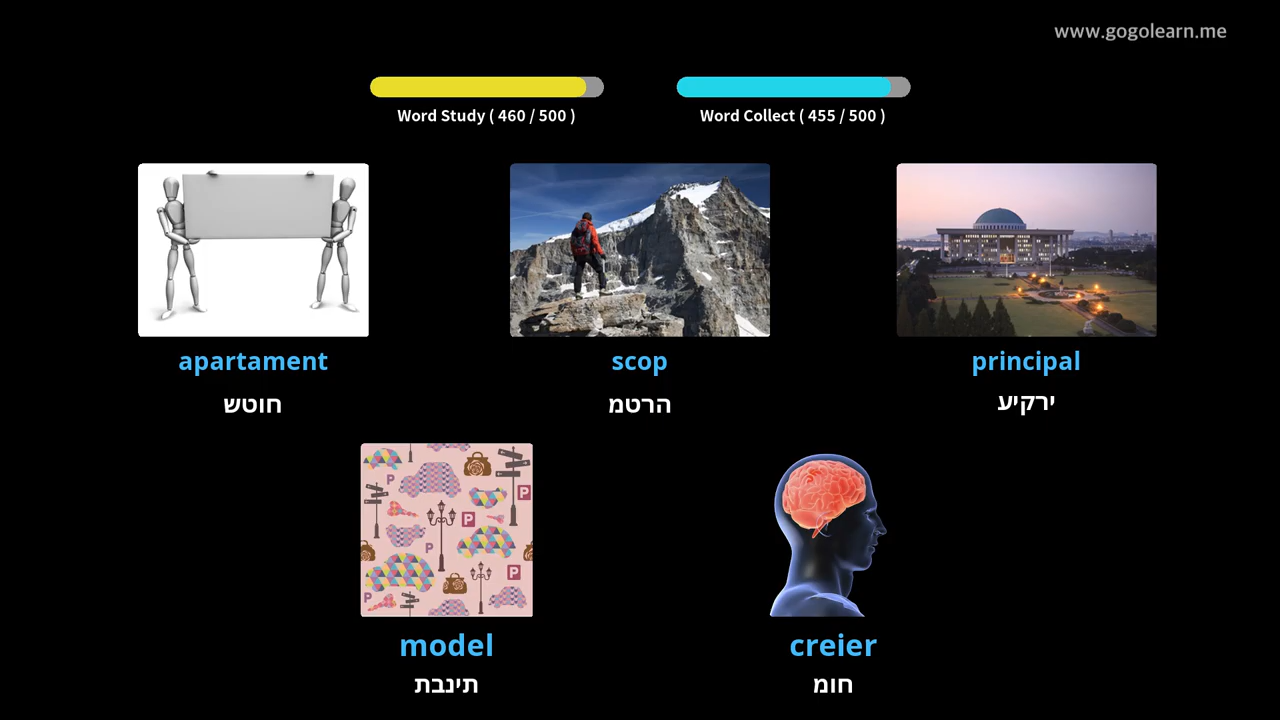 www.gogolearn.me
Word Study ( 460 / 500 )
Word Collect ( 455 / 500 )
apartament
scop
principal
חוטש
הרטמ
ירקיע
P
P
P
P
P
P
model
creier
תינבת
חומ